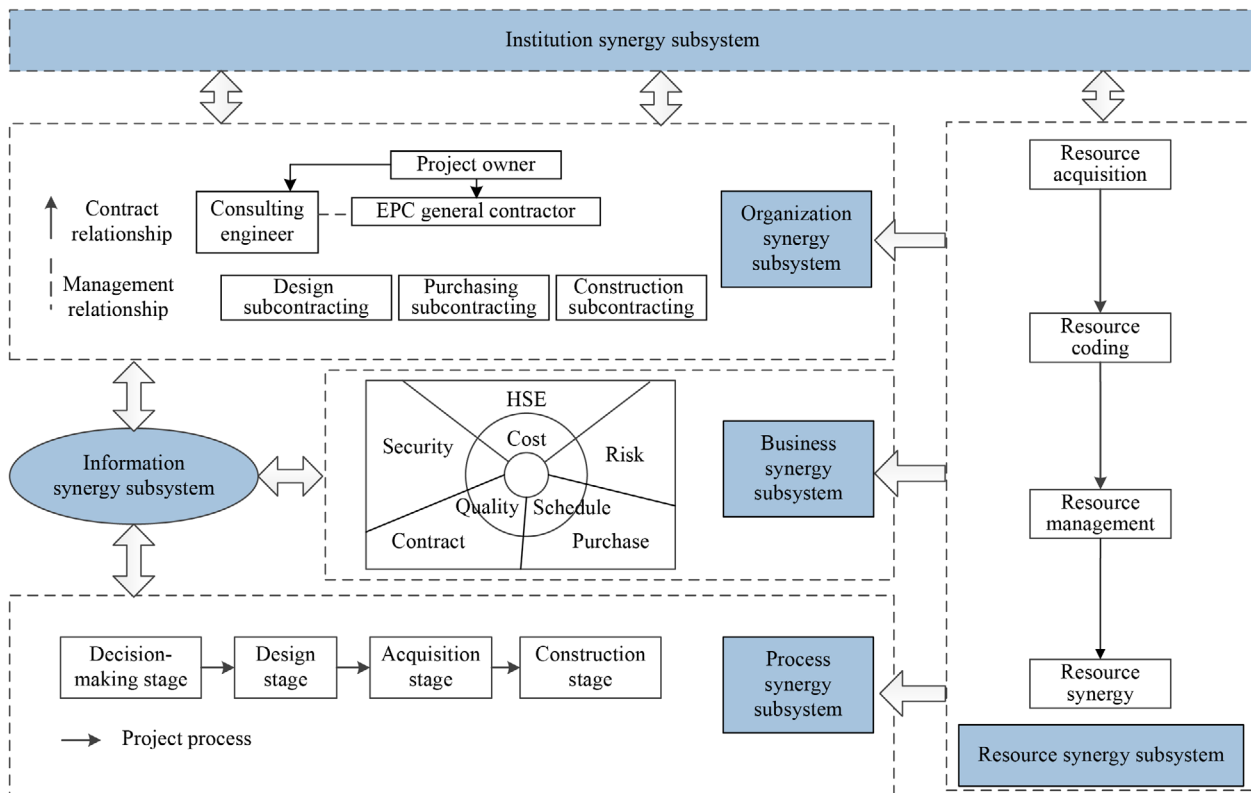 Institution synergy subsystem
Project owner
Consulting
engineer
EPC general contractor
Contract
relationship
Management
relationship
Design
subcontracting
Purchasing
subcontracting
Construction
subcontracting
Organization
synergy
subsystem
Resource
acquisition
Resource
coding
Resource
management
Resource
synergy
Resource synergy subsystem
Information
synergy subsystem
HSE
Security
Cost
Risk
Quality
Schedule
Contract
Purchase
Business
synergy
subsystem
Decision-
making stage
Design
stage
Acquisition
stage
Construction
stage
Process
synergy
subsystem
Project process